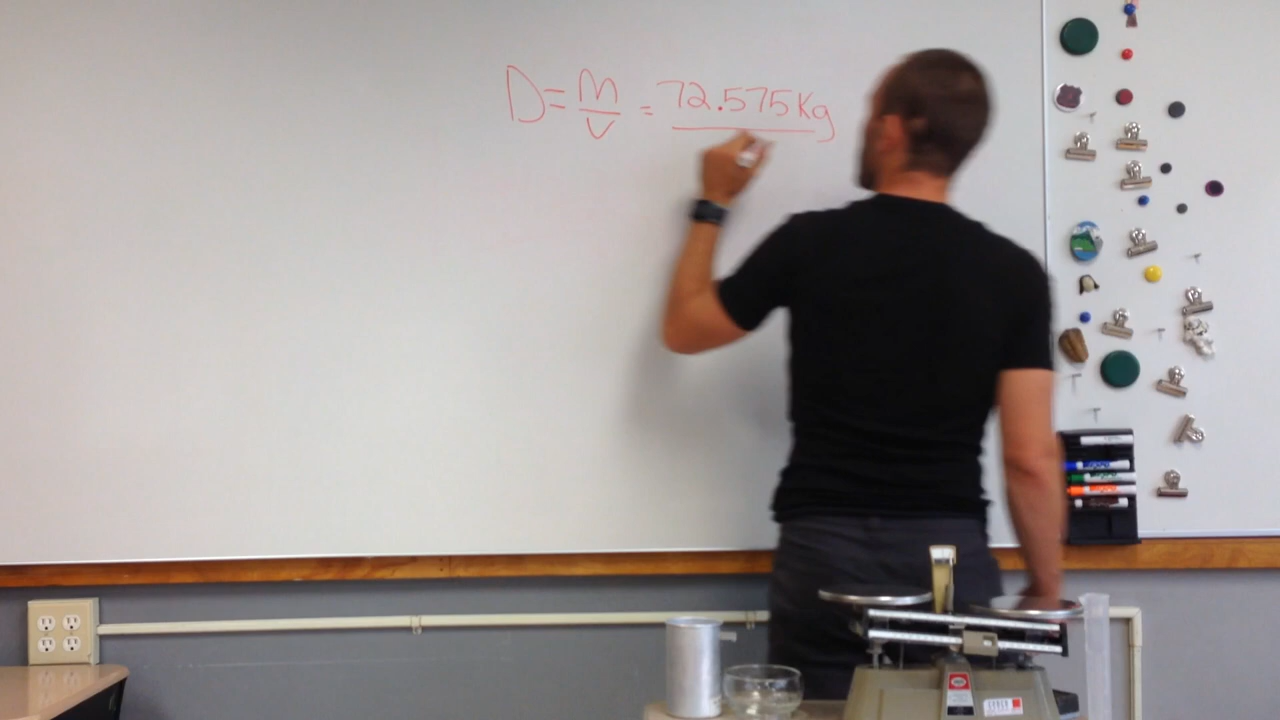 D = M/V = 72.575 Kg